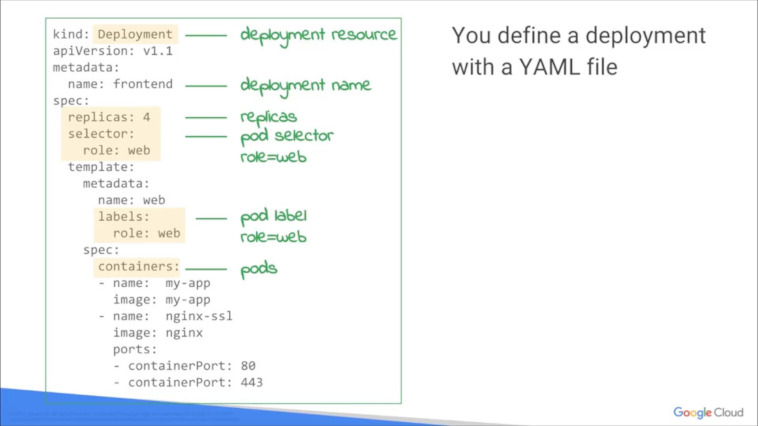 kind: Deployment
deployment resource
apiVersion: v1.1
metadata:
name: frontend
deployment name
spec:
replicas: 4
replicas
selector:
pod selector
role: web
role=web
template:
metadata:
name: web
labels:
pod label
role: web
role=web
spec:
containers:
pods
- name:  my-app
image: my-app
- name:  nginx-ssl
image: nginx
ports:
- containerPort: 80
- containerPort: 443
You define a deployment
with a YAML file
Google Cloud